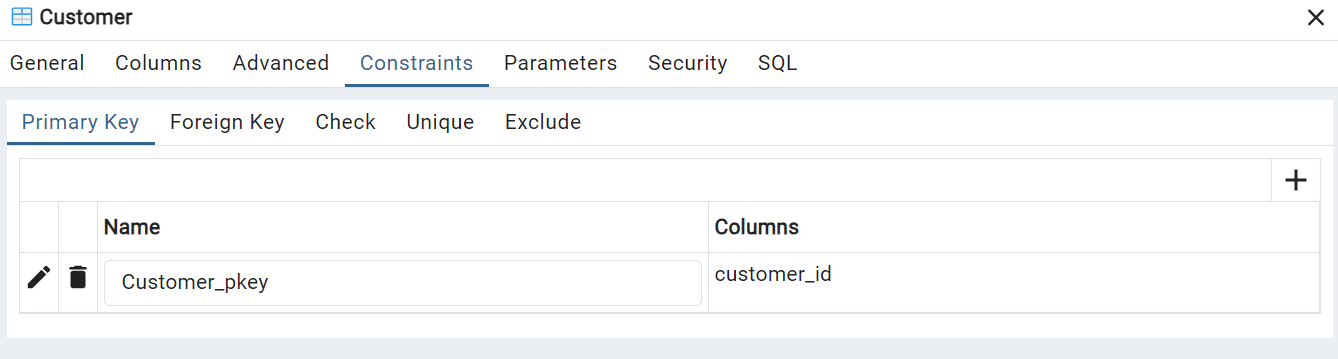 Customer
General Columns Advanced Constraints Parameters Security SQL
Primary Key Foreign Key Check Unique Exclude
Name Columns
Customer_pkey customer_id